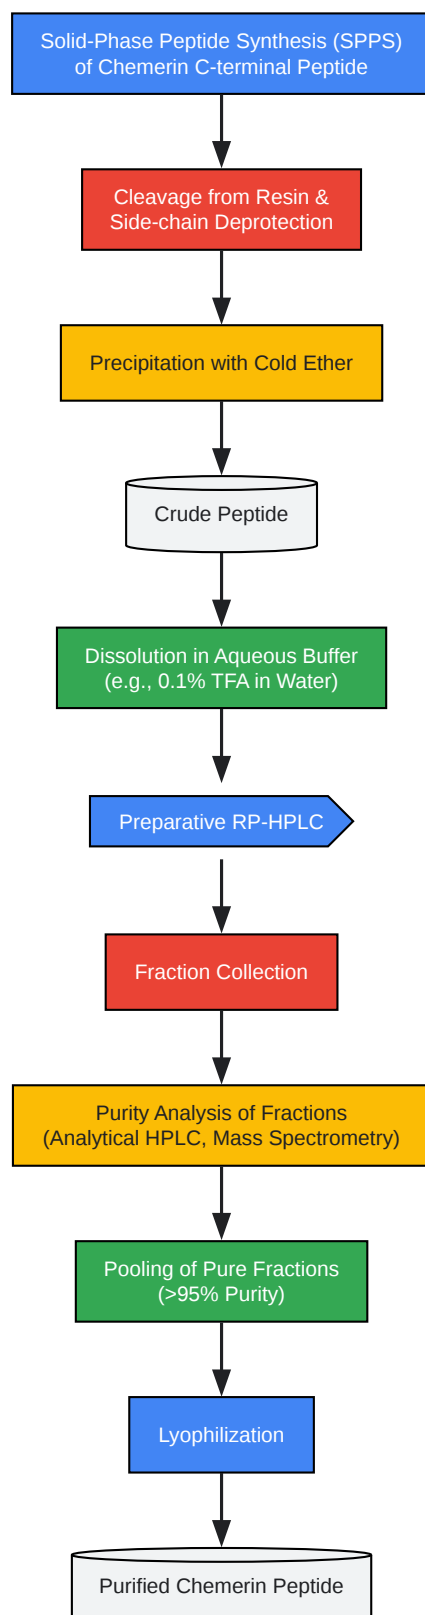 Solid-Phase Peptide Synthesis (SPPS)
of Chemerin C-terminal Peptide
Cleavage from Resin &
Side-chain Deprotection
Precipitation with Cold Ether
Crude Peptide
Dissolution in Aqueous Buffer
(e.g., 0.1% TFA in Water)
Preparative RP-HPLC
Fraction Collection
Purity Analysis of Fractions
(Analytical HPLC, Mass Spectrometry)
Pooling of Pure Fractions
(>95% Purity)
Lyophilization
Purified Chemerin Peptide